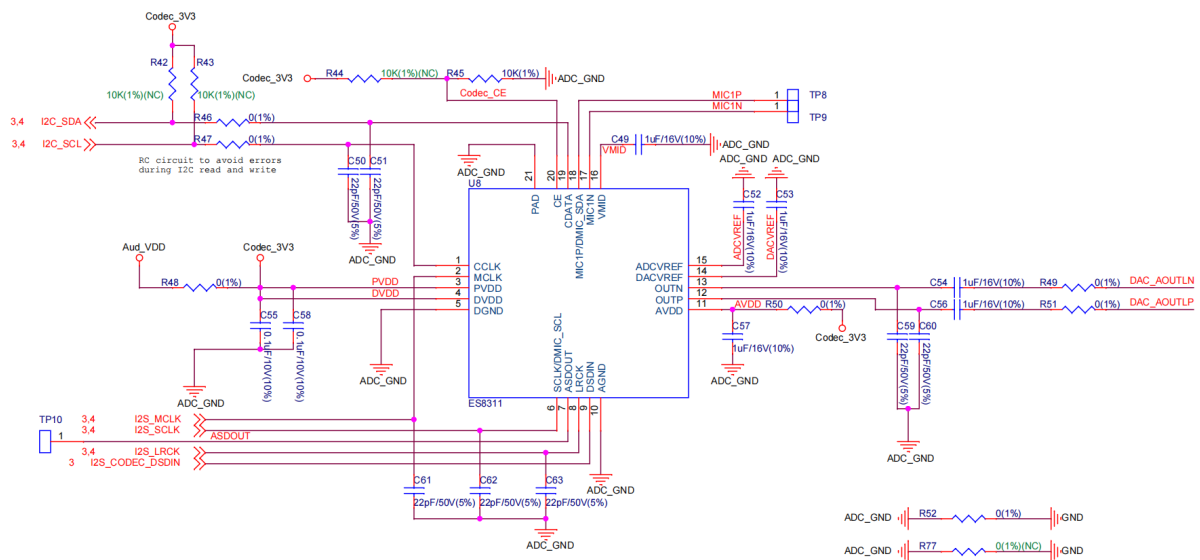 Codec_3V3
R42
R43
10K(1%)(NC)
10K(1%)(NC)
Codec_3V3
R44
10K(1%)(NC)
R45
10K(1%)
ADC_GND
Codec_CE
3,4
I2C_SDA
R46
0(1%)
3,4
I2C_SCL
R47
0(1%)
RC circuit to avoid errors
during I2C read and write
C50
22pF/50V(5%)
C51
22pF/50V(5%)
ADC_GND
MIC1P
1
TP8
MIC1N
1
TP9
C49
1uF/16V(10%)
VMID
ADC_GND
ADC_GND
ADC_GND
ADC_GND
C52
1uF/16V(10%)
ADCVREF
C53
1uF/16V(10%)
DACVREF
U8
21
20
19
18
17
16
PAD
CE
CDATA
MIC1P/DMIC_SDA
MIC1N
VMID
1
CCLK
2
MCLK
3
PVDD
4
DVDD
5
DGND
ADCVREF
15
DACVREF
14
OUTN
13
OUTP
12
AVDD
11
SCLK/DMIC_SCL
ASDOUT
LRCK
DSDIN
AGND
6
7
8
9
10
ES8311
Aud_VDD
Codec_3V3
R48
0(1%)
PVDD
DVDD
C55
0.1uF/10V(10%)
C58
0.1uF/10V(10%)
ADC_GND
ADC_GND
AVDD
R50
0(1%)
Codec_3V3
C57
1uF/16V(10%)
ADC_GND
C54
1uF/16V(10%)
R49
0(1%)
DAC_AOUTLN
C56
1uF/16V(10%)
R51
0(1%)
DAC_AOUTLP
C59
22pF/50V(5%)
C60
22pF/50V(5%)
ADC_GND
TP10
1
3,4
I2S_MCLK
3,4
I2S_SCLK
ASDOUT
3,4
I2S_LRCK
3
I2S_CODEC_DSDIN
C61
22pF/50V(5%)
C62
22pF/50V(5%)
C63
22pF/50V(5%)
ADC_GND
ADC_GND
ADC_GND
R52
0(1%)
GND
ADC_GND
R77
0(1%)(NC)
GND